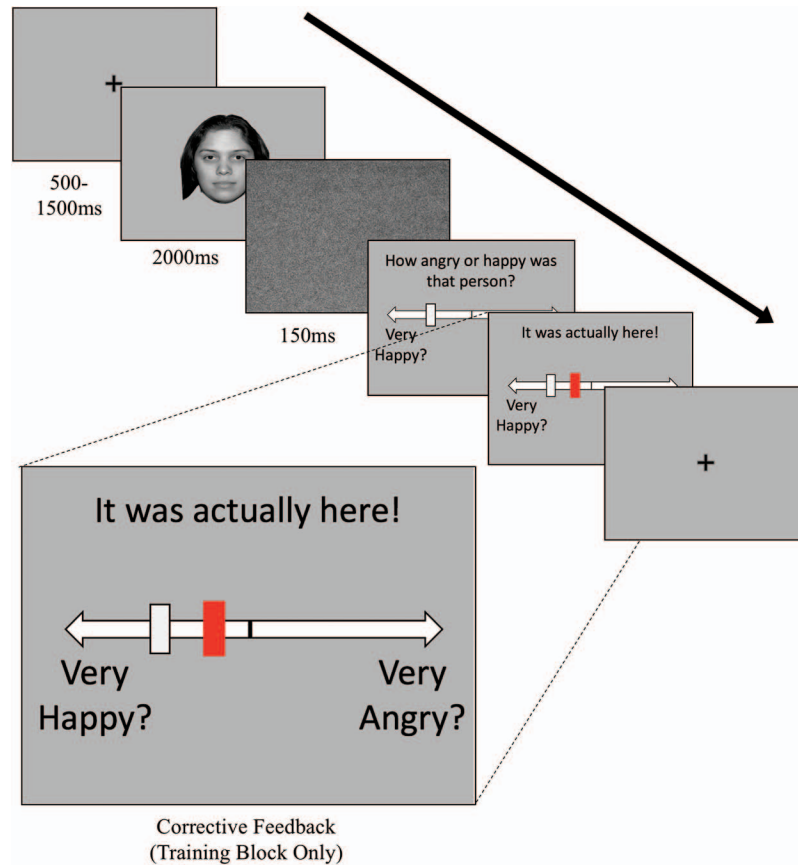 500-
1500ms
2000ms
150ms
How angry or happy was
that person?
Very
Happy?
It was actually here!
Very
Happy?
It was actually here!
Very
Happy?
Very
Angry?
Corrective Feedback
(Training Block Only)